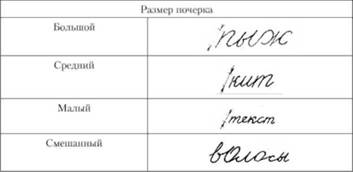 Размер почерка
Большой пыж
Средний кит
Малый текст
Смешанный вОлосы